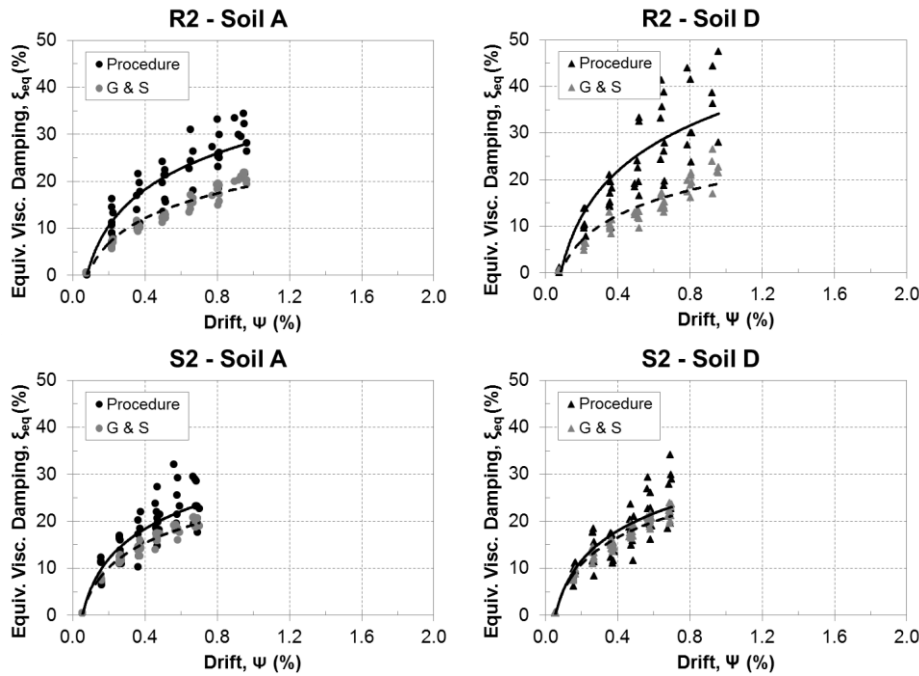 R2 - Soil A
50
40
30
20
10
0
Equiv. Visc. Damping, ξeq (%)
Procedure
G & S
0.0 0.4 0.8 1.2 1.6 2.0
Drift, Ψ (%)
R2 - Soil D
50
40
30
20
10
0
Equiv. Visc. Damping, ξeq (%)
Procedure
G & S
0.0 0.4 0.8 1.2 1.6 2.0
Drift, Ψ (%)
S2 - Soil A
50
40
30
20
10
0
Equiv. Visc. Damping, ξeq (%)
Procedure
G & S
0.0 0.4 0.8 1.2 1.6 2.0
Drift, Ψ (%)
S2 - Soil D
50
40
30
20
10
0
Equiv. Visc. Damping, ξeq (%)
Procedure
G & S
0.0 0.4 0.8 1.2 1.6 2.0
Drift, Ψ (%)